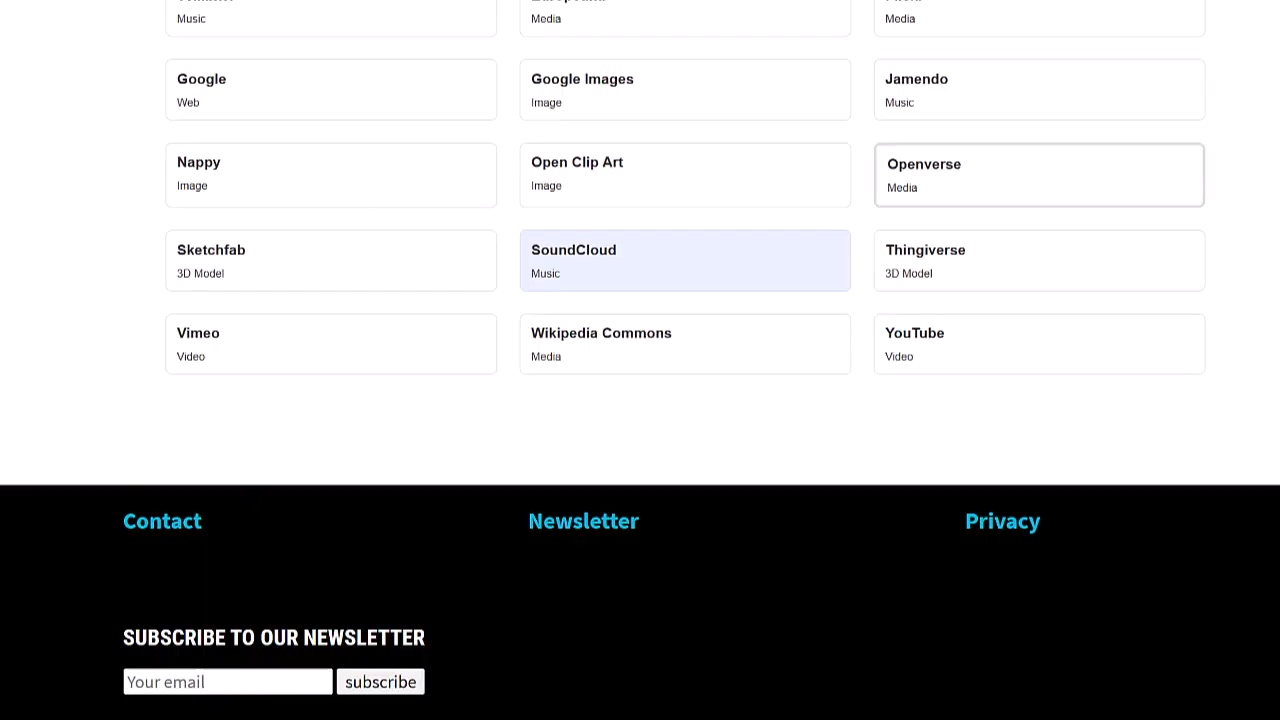 Music
Media
Media
Google
Web
Google Images
Image
Jamendo
Music
Nappy
Image
Open Clip Art
Image
Openverse
Media
Sketchfab
3D Model
SoundCloud
Music
Thingiverse
3D Model
Vimeo
Video
Wikipedia Commons
Media
YouTube
Video
Contact
Newsletter
Privacy
SUBSCRIBE TO OUR NEWSLETTER
Your email
subscribe